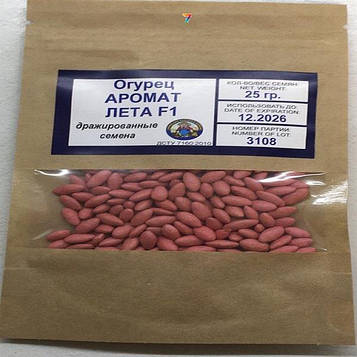 Огурец
АРОМАТ
ЛЕТА F1
дражированные
семена
ДСТУ 7160:2010
КОЛ-ВО/ВЕС СЕМЯН:
NET. WEIGHT:
25 гр.
ИСПОЛЬЗОВАТЬ ДО:
DATE OF EXPIRATION:
12.2026
НОМЕР ПАРТИИ:
NUMBER OF LOT:
3108